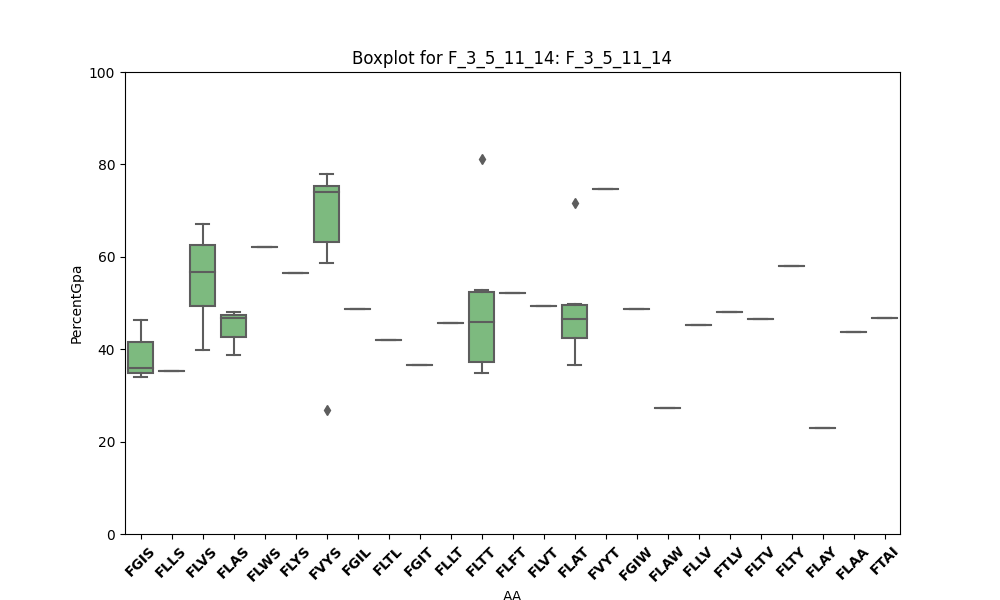 Boxplot for F_3_5_11_14: F_3_5_11_14
100
80
60
40
20
0
PercentGpa
FGIS FLLS FLVS FLAS FLWS FLYS FVYS FGIL FLTL FGIT FLLT FLTT FLFT FLVT FLAT FVYT FGIW FLAW FLLV FTLV FLTV FLTY FLAY FLAA FTAI
AA